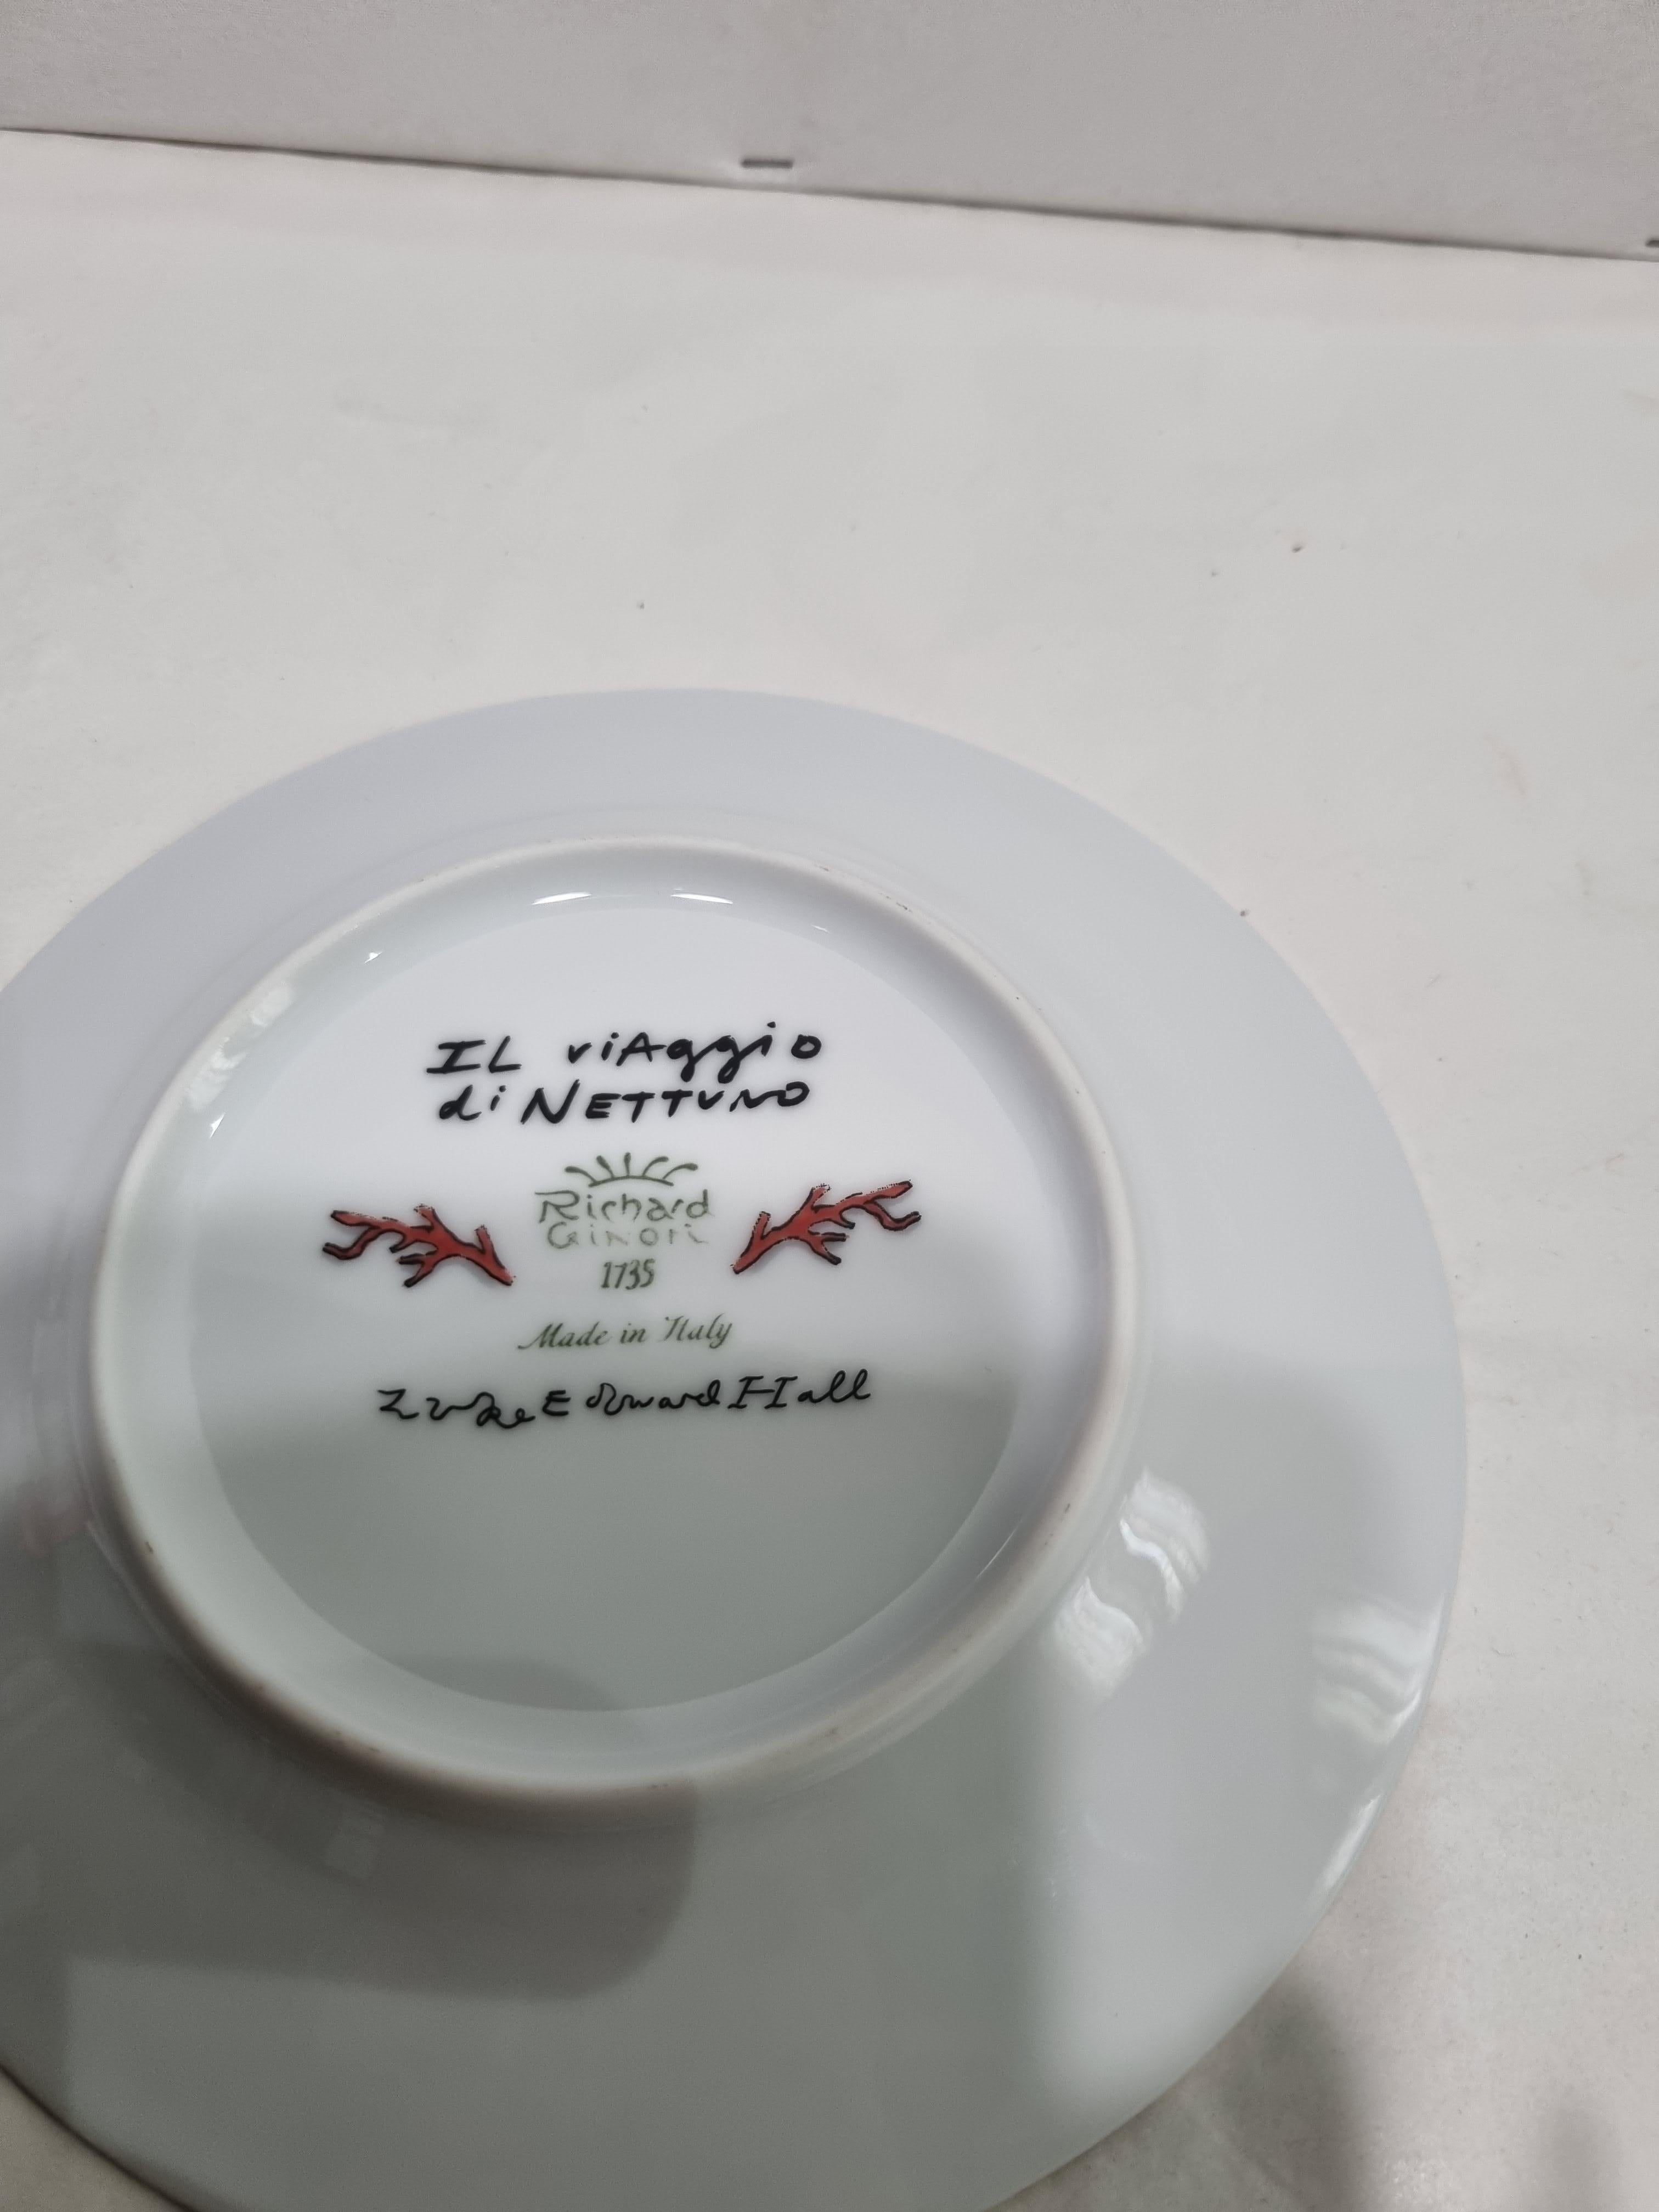 IL viAggio
di NETTUNO
Richard
Ginori
1735
Made in Italy
Luke Edward Hall